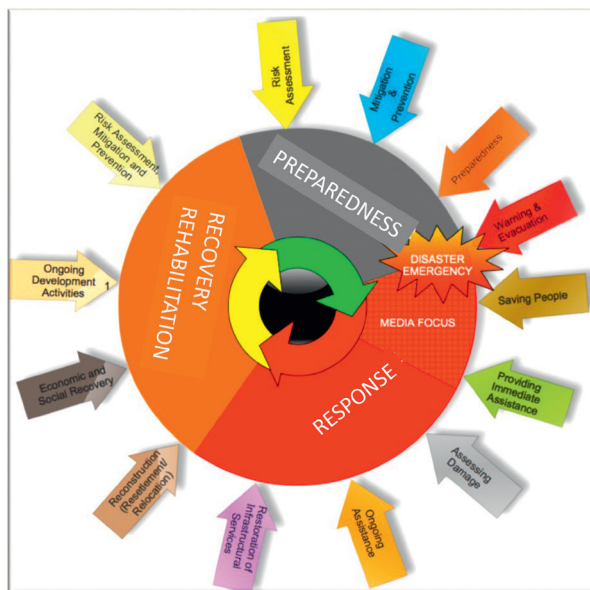 Risk
Assessment
Mitigation
&
Prevention
Preparedness
Warning &
Evacuation
Saving People
Providing
Immediate
Assistance
Assessing
Damage
Ongoing
Assistance
Restoration of
Infrastructural
Services
Reconstruction
(Resetlement/
Relocation)
Economic and
Social Recovery
Ongoing
Development
Activities 1
Risk Assessment,
Mitigation and
Prevention
PREPAREDNESS
DISASTER
EMERGENCY
MEDIA FOCUS
RESPONSE
RECOVERY
REHABILITATION